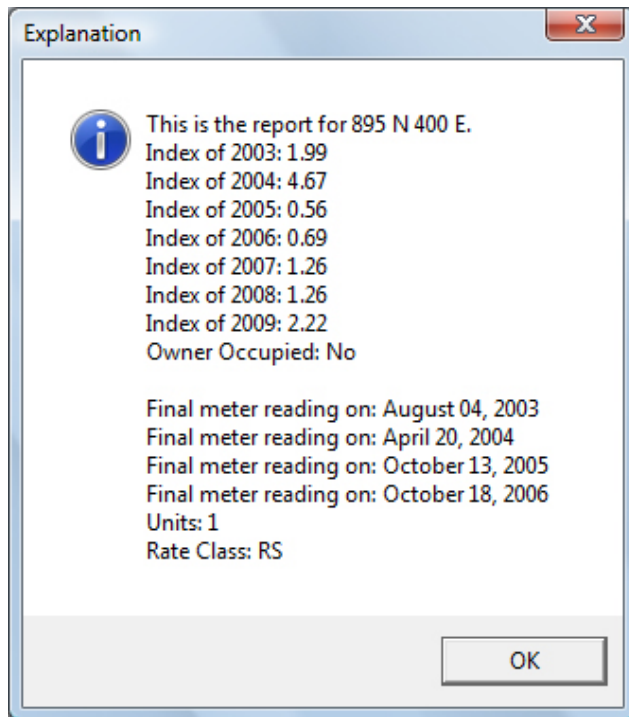 Explanation
This is the report for 895 N 400 E.
Index of 2003: 1.99
Index of 2004: 4.67
Index of 2005: 0.56
Index of 2006: 0.69
Index of 2007: 1.26
Index of 2008: 1.26
Index of 2009: 2.22
Owner Occupied: No
Final meter reading on: August 04, 2003
Final meter reading on: April 20, 2004
Final meter reading on: October 13, 2005
Final meter reading on: October 18, 2006
Units: 1
Rate Class: RS
OK